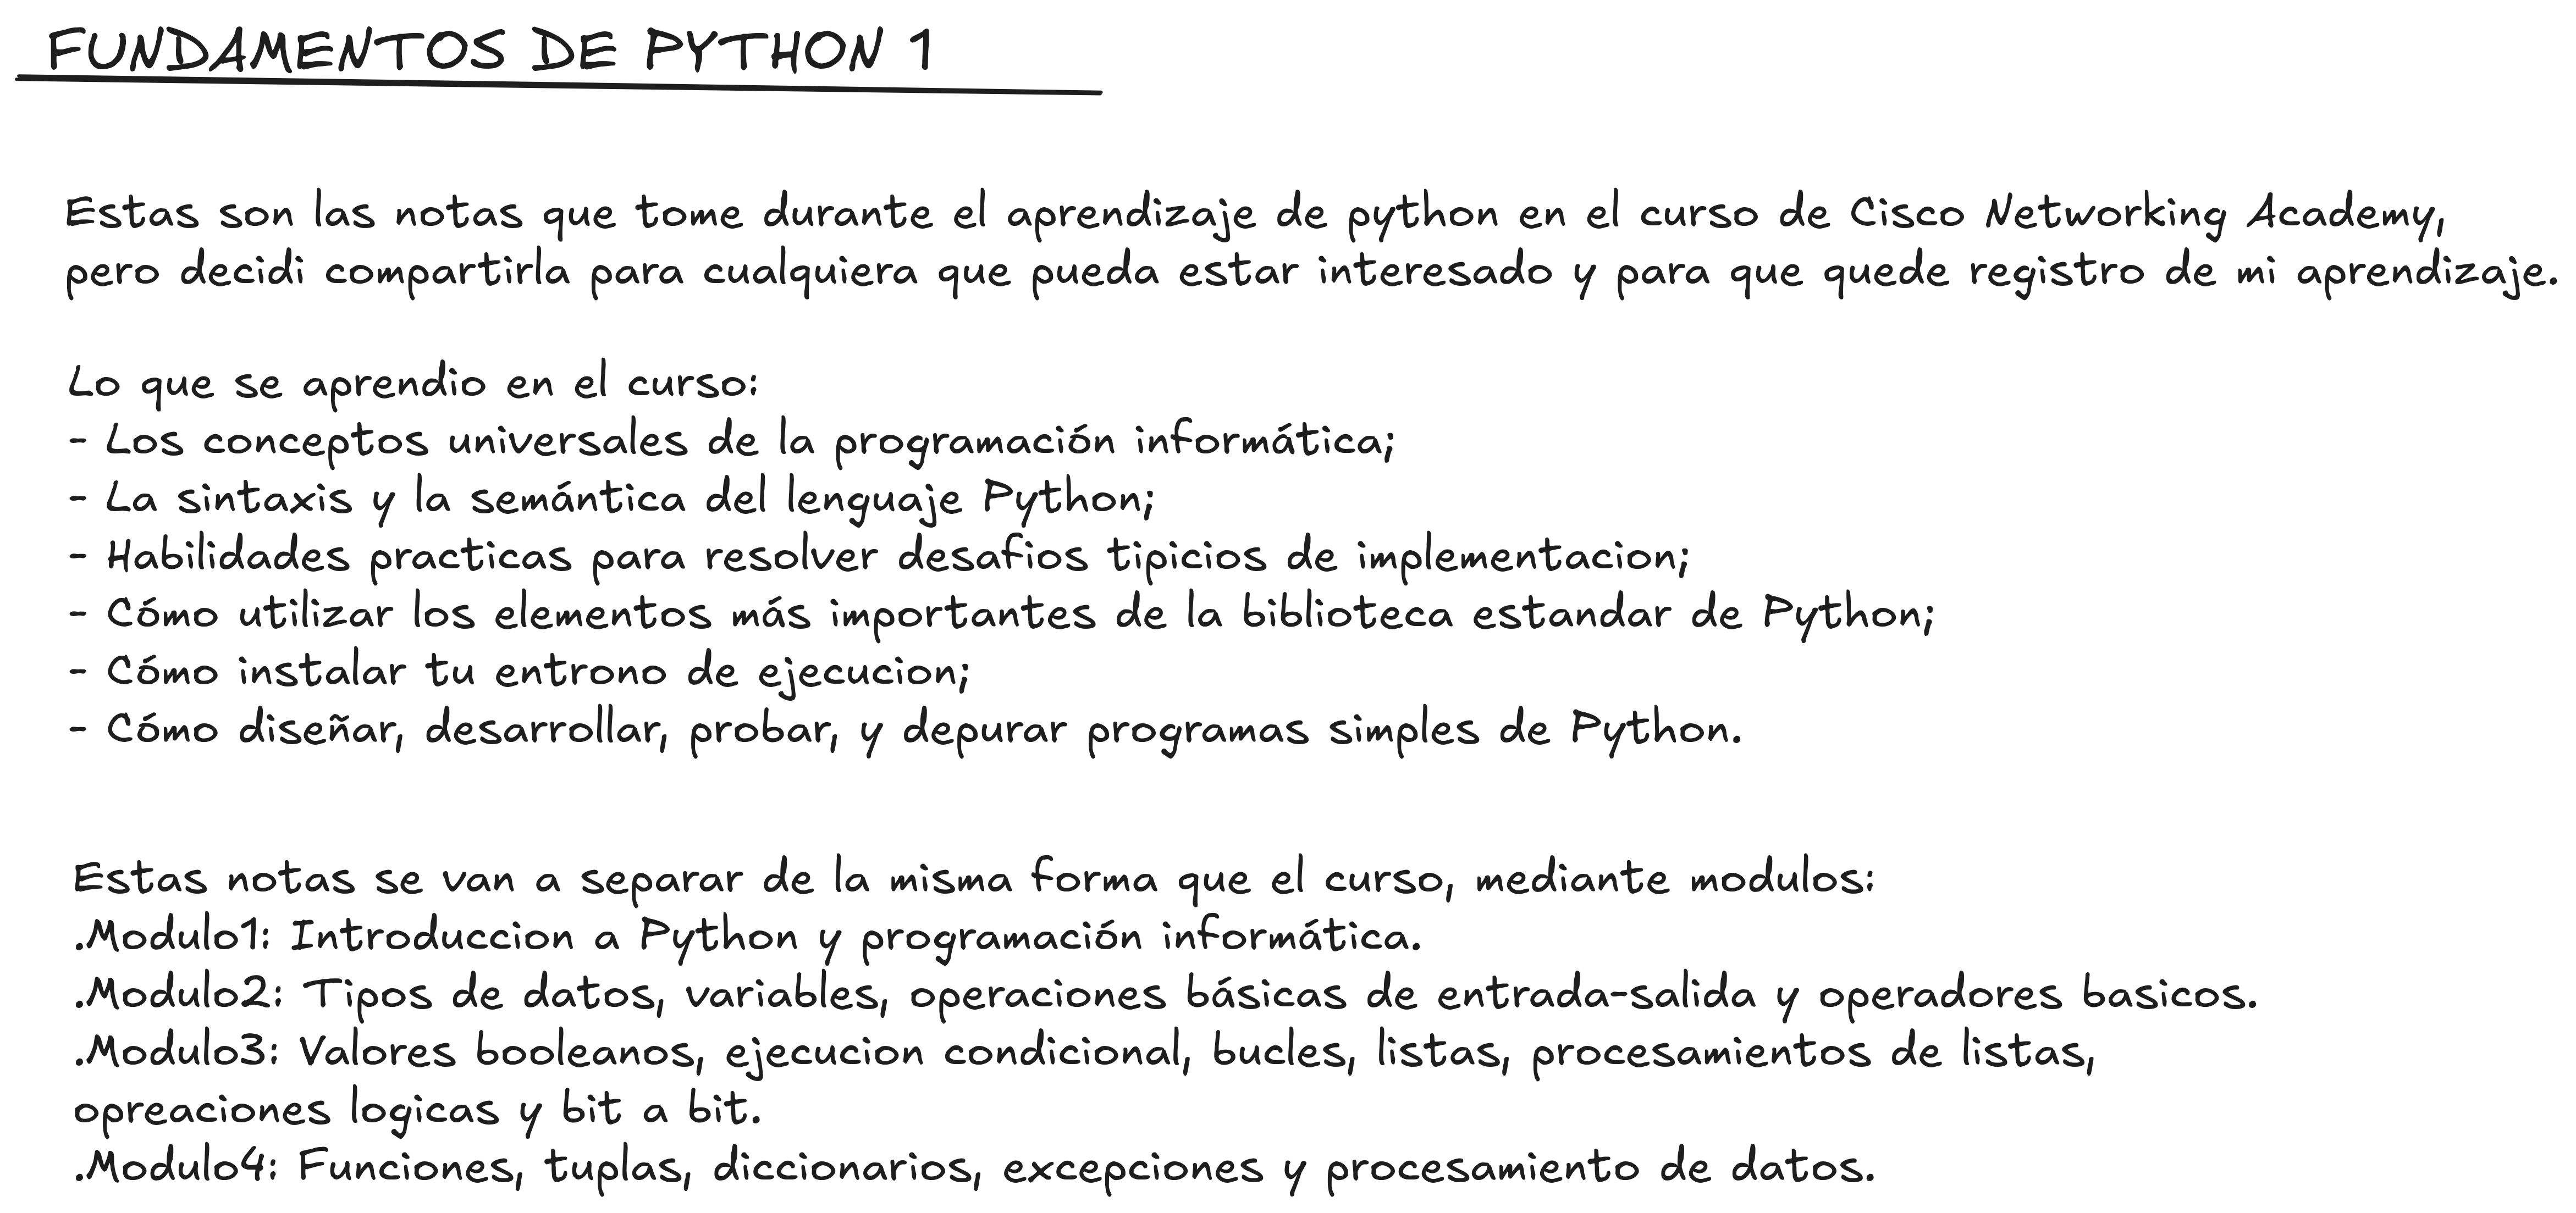 FUNDAMENTOS DE PYTHON 1
Estas son las notas que tome durante el aprendizaje de python en el curso de Cisco Networking Academy,
pero decidi compartirla para cualquiera que pueda estar interesado y para que quede registro de mi aprendizaje.
Lo que se aprendio en el curso:
- Los conceptos universales de la programación informática;
- La sintaxis y la semántica del lenguaje Python;
- Habilidades practicas para resolver desafios tipicios de implementacion;
- Cómo utilizar los elementos más importantes de la biblioteca estandar de Python;
- Cómo instalar tu entrono de ejecucion;
- Cómo diseñar, desarrollar, probar, y depurar programas simples de Python.
Estas notas se van a separar de la misma forma que el curso, mediante modulos:
.Modulo1: Introduccion a Python y programación informática.
.Modulo2: Tipos de datos, variables, operaciones básicas de entrada-salida y operadores basicos.
.Modulo3: Valores booleanos, ejecucion condicional, bucles, listas, procesamientos de listas,
opreaciones logicas y bit a bit.
.Modulo4: Funciones, tuplas, diccionarios, excepciones y procesamiento de datos.